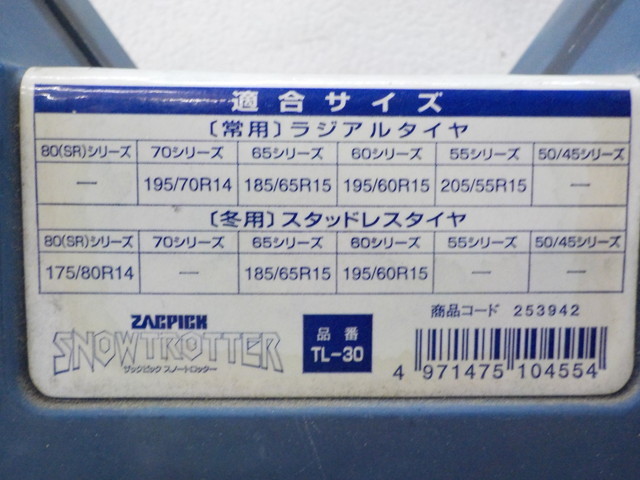 適合サイズ
〔常用〕ラジアルタイヤ
80(SR)シリーズ 70シリーズ 65シリーズ 60シリーズ 55シリーズ 50/45シリーズ
— 195/70R14 185/65R15 195/60R15 205/55R15 —
〔冬用〕スタッドレスタイヤ
80(SR)シリーズ 70シリーズ 65シリーズ 60シリーズ 55シリーズ 50/45シリーズ
175/80R14 — 185/65R15 195/60R15 — —
商品コード 253942
ZACPICK
SNOWTROTTER
ザックピック スノートロッター
品番
TL-30
4 971475 104554